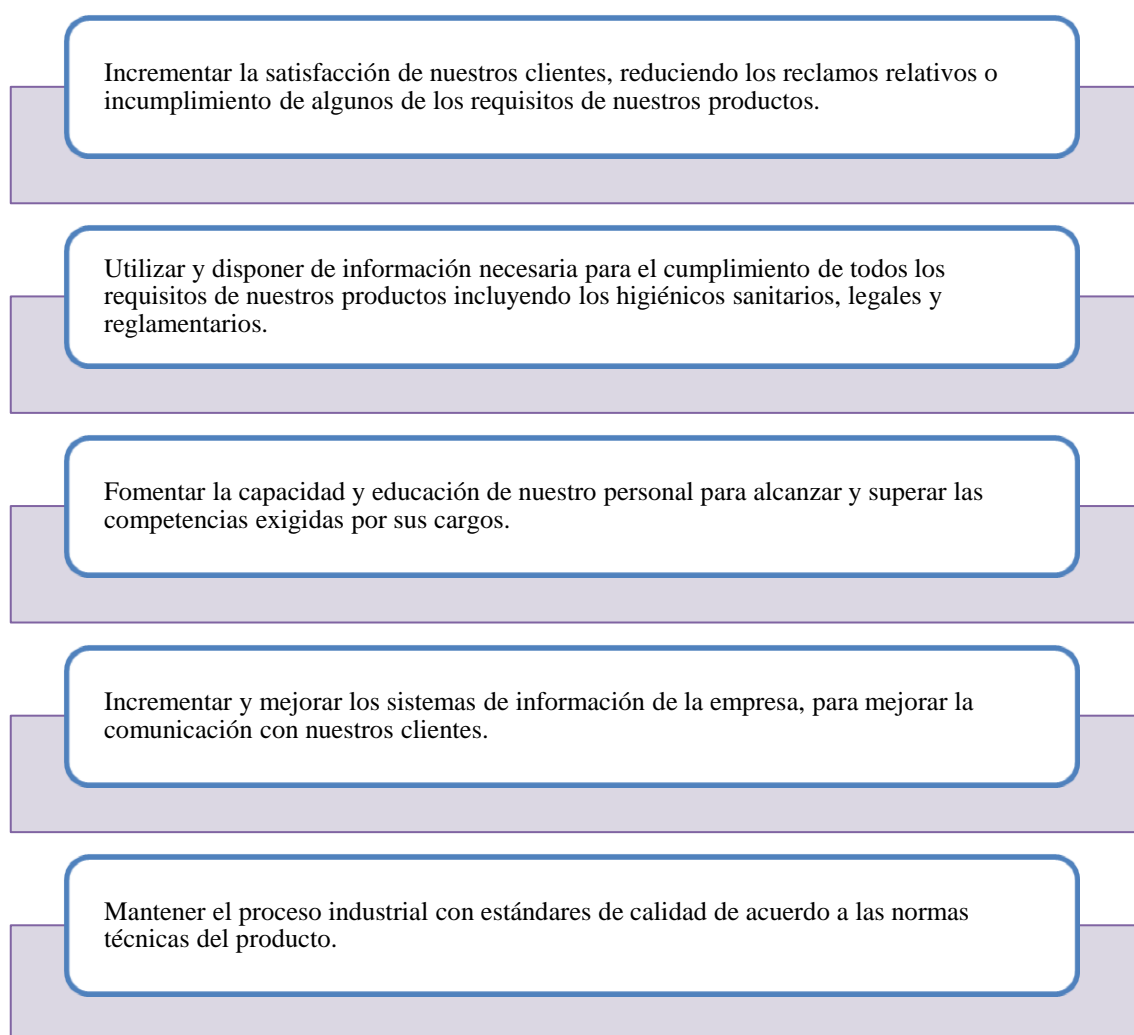 Incrementar la satisfacción de nuestros clientes, reduciendo los reclamos relativos o
incumplimiento de algunos de los requisitos de nuestros productos.
Utilizar y disponer de información necesaria para el cumplimiento de todos los
requisitos de nuestros productos incluyendo los higiénicos sanitarios, legales y
reglamentarios.
Fomentar la capacidad y educación de nuestro personal para alcanzar y superar las
competencias exigidas por sus cargos.
Incrementar y mejorar los sistemas de información de la empresa, para mejorar la
comunicación con nuestros clientes.
Mantener el proceso industrial con estándares de calidad de acuerdo a las normas
técnicas del producto.